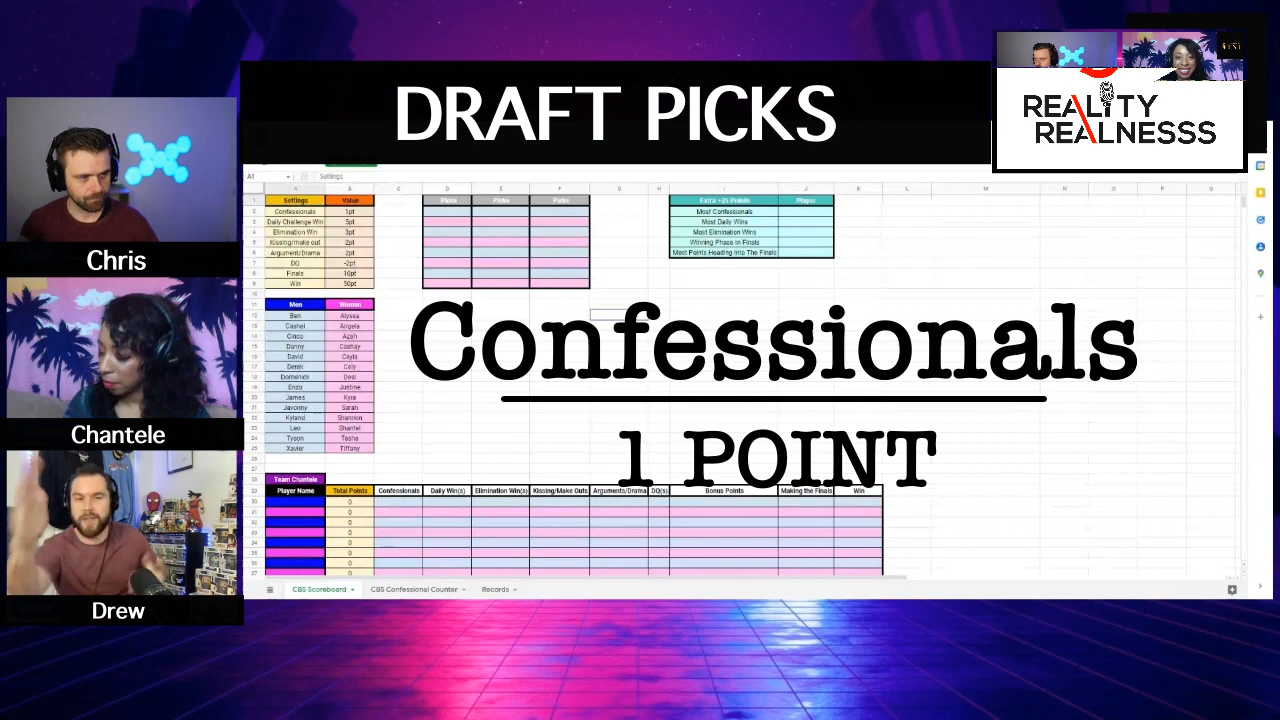 DRAFT PICKS
REALITY
REALNESSS
Chris
Chantele
Drew
A1
Settings
A B C D E F G H I J K L M N O P Q
Settings Value
Confessionals 1pt
Daily Challenge Win 5pt
Elimination Win 3pt
Kissing/make out 2pt
Argument/Drama 2pt
DQ -2pt
Finals 10pt
Win 50pt
Extra +25 Points Player
Most Confessionals
Most Daily Wins
Most Elimination Wins
Winning Phase In Finals
Most Points Heading Into The Finals
Men Women
Ben Alyssa
Cashel Angela
Cinco Azah
Danny Cashay
David Cayla
Derek Cely
Domenick Desi
Enzo Justine
James Kyra
Javonny Sarah
Kyland Shannon
Leo Shantel
Tyson Tasha
Xavier Tiffany
Confessionals
1 POINT
Team Chantele
Player Name Total Points Confessionals Daily Win(s) Elimination Win(s) Kissing/Make Outs Arguments/Drama DQ(s) Bonus Points Making the Finals Win
0
0
0
0
0
0
0
0
CBS Scoreboard CBS Confessional Counter Records